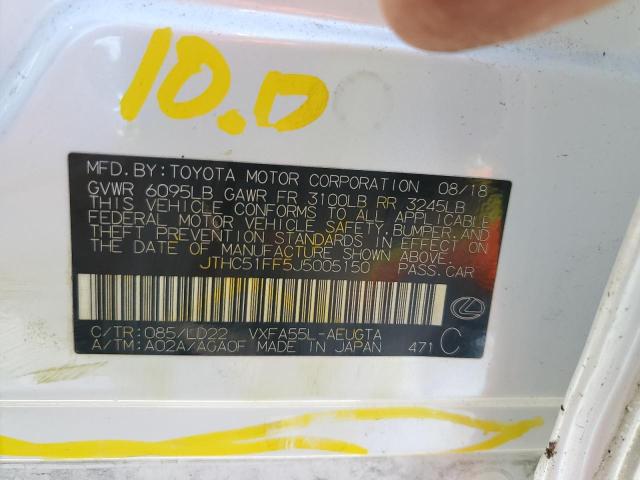 10.0
MFD.BY:TOYOTA MOTOR CORPORATION 08/18
GVWR 6095LB GAWR FR 3100LB RR 3245LB
THIS VEHICLE CONFORMS TO ALL APPLICABLE
FEDERAL MOTOR VEHICLE SAFETY,BUMPER,AND
THEFT PREVENTION STANDARDS IN EFFECT ON
THE DATE OF MANUFACTURE SHOWN ABOVE.
JTHC51FF5J5005150 PASS.CAR
C/TR:085/LD22 VXFA55L-AEUGTA
A/TM:A02A/AGA0F MADE IN JAPAN 471 C